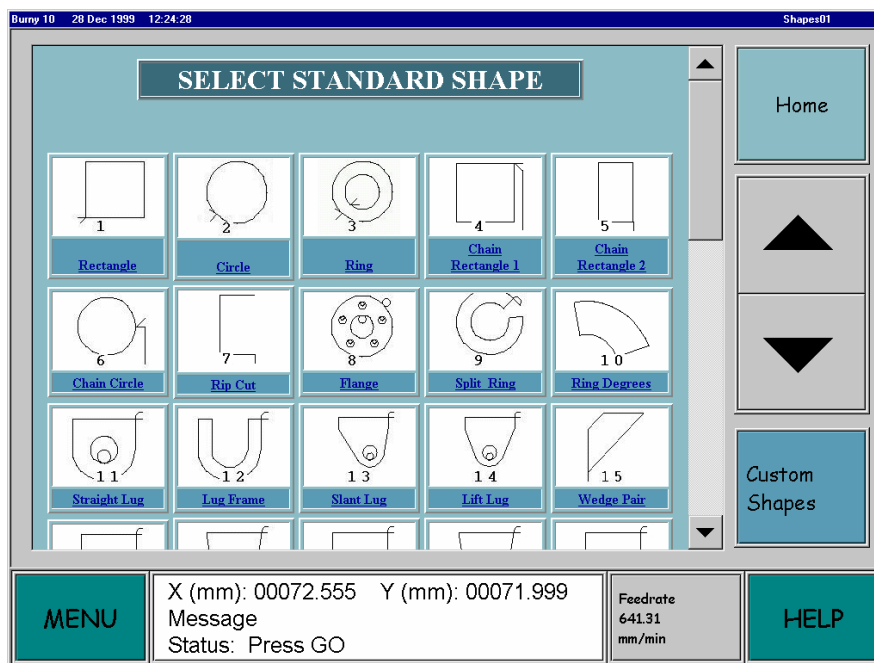 Burny 10 28 Dec 1999 12:24:28 Shapes01
SELECT STANDARD SHAPE
Home
1
Rectangle
2
Circle
3
Ring
4
Chain
Rectangle 1
5
Chain
Rectangle 2
6
Chain Circle
7
Rip Cut
8
Flange
9
Split Ring
10
Ring Degrees
11
Straight Lug
12
Lug Frame
13
Slant Lug
14
Lift Lug
15
Wedge Pair
Custom
Shapes
MENU
X (mm): 00072.555 Y (mm): 00071.999
Message
Status: Press GO
Feedrate
641.31
mm/min
HELP